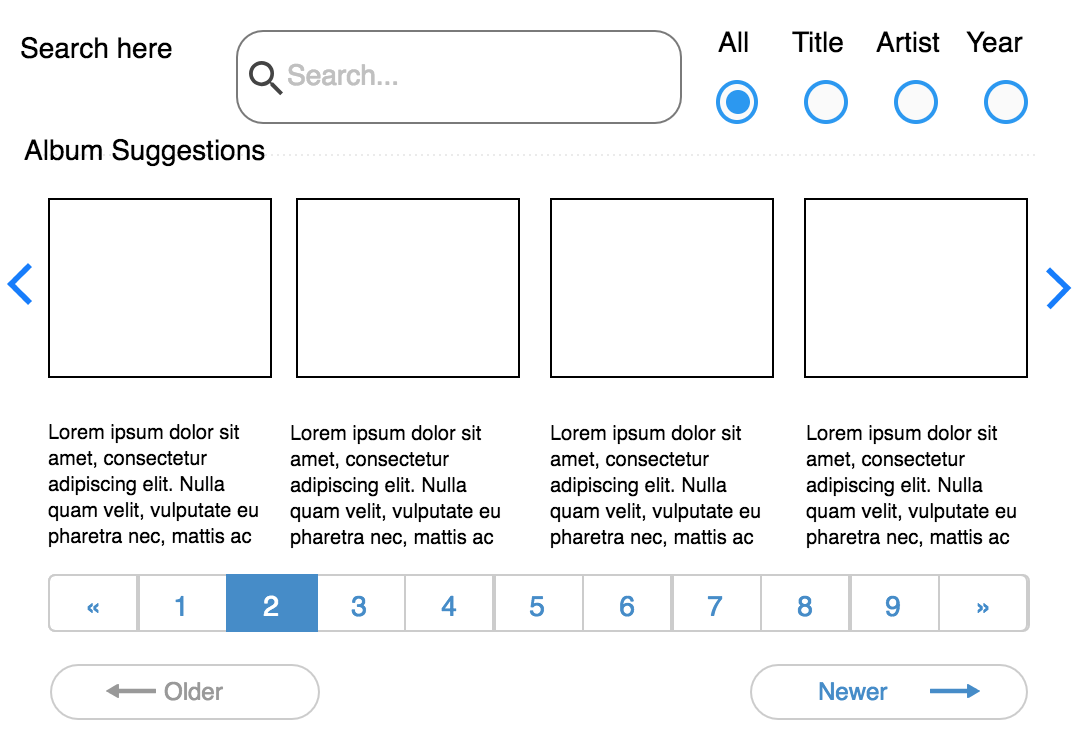 Search here
Search...
All Title Artist Year
Album Suggestions
Lorem ipsum dolor sit
amet, consectetur
adipiscing elit. Nulla
quam velit, vulputate eu
pharetra nec, mattis ac
Lorem ipsum dolor sit
amet, consectetur
adipiscing elit. Nulla
quam velit, vulputate eu
pharetra nec, mattis ac
Lorem ipsum dolor sit
amet, consectetur
adipiscing elit. Nulla
quam velit, vulputate eu
pharetra nec, mattis ac
Lorem ipsum dolor sit
amet, consectetur
adipiscing elit. Nulla
quam velit, vulputate eu
pharetra nec, mattis ac
« 1 2 3 4 5 6 7 8 9 »
Older
Newer